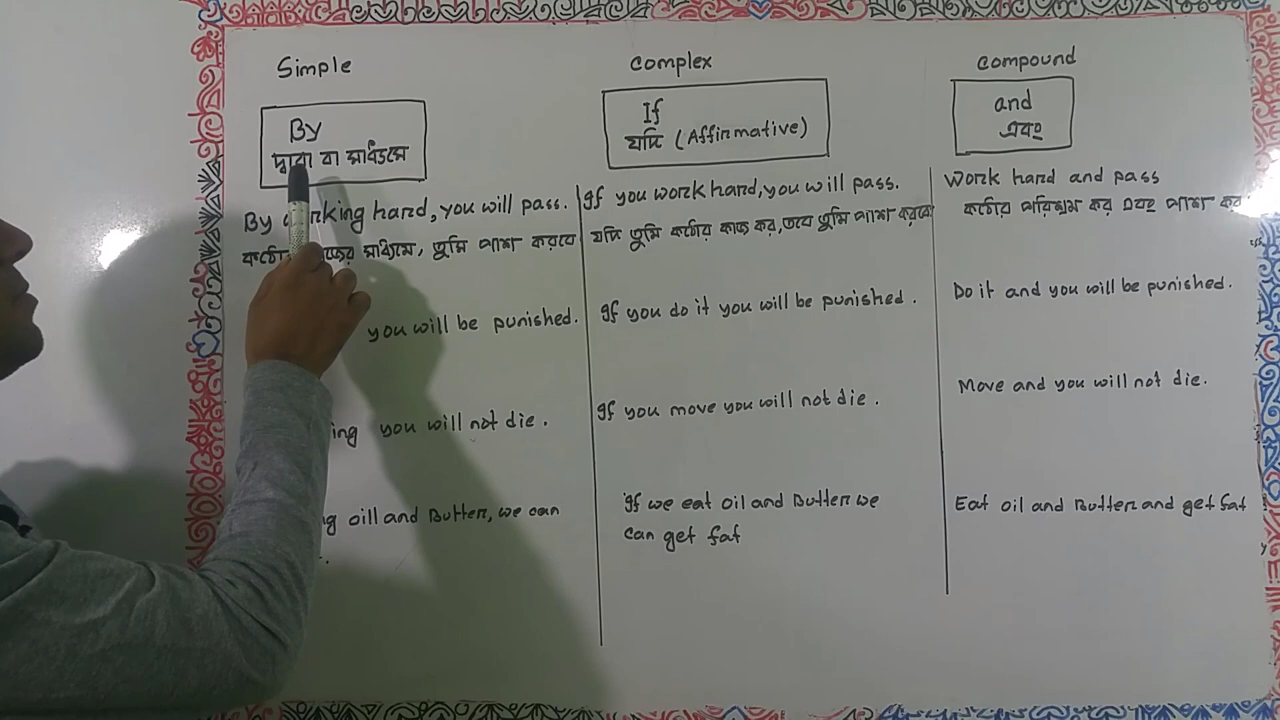 Simple
By
দ্বারা বা মাধ্যমে
By working hard, you will pass.
কঠোর কাজের মাধ্যমে, তুমি পাশ করবে
you will be punished.
you will not die.
oill and Butter, we can
complex
If
যদি (Affirmative)
If you work hard, you will pass.
যদি তুমি কঠোর কাজ কর, তবে তুমি পাশ করবে
If you do it you will be punished.
If you move you will not die.
If we eat oil and Butter we
can get fat
compound
and
এবং
Work hard and pass
কঠোর পরিশ্রম কর এবং পাশ কর
Do it and you will be punished.
Move and you will not die.
Eat oil and Butter and get fat